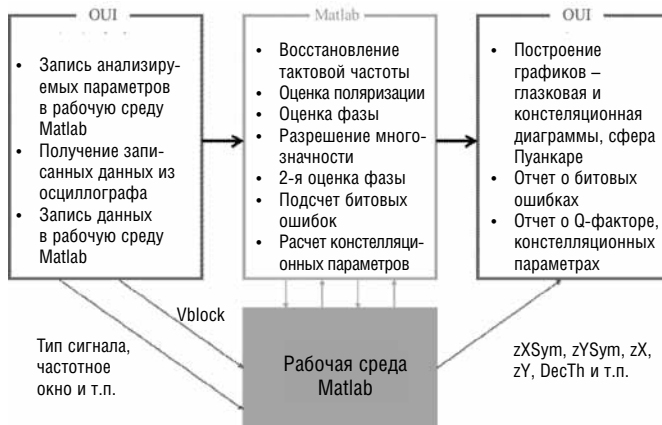 OUI
• Запись анализируемых параметров
емых параметров
в рабочую среду
Matlab
• Получение запи-
санных данных из
осциллографа
• Запись данных
в рабочую среду
Matlab
Matlab
• Восстановление
тактовой частоты
• Оценка поляризации
• Оценка фазы
• Разрешение много-
значности
• 2-я оценка фазы
• Подсчет битовых
ошибок
• Расчет констелляци-
онных параметров
OUI
• Построение
графиков –
глазковая и
констеляционная
диаграммы, сфера
Пуанкаре
• Отчет о битовых
ошибках
• Отчет о Q-факторе,
констелляционных
параметрах
Vblock
Тип сигнала,
частотное
окно и т.п.
Рабочая среда
Matlab
zXSym, zYSym, zX,
zY, DecTh и т.п.